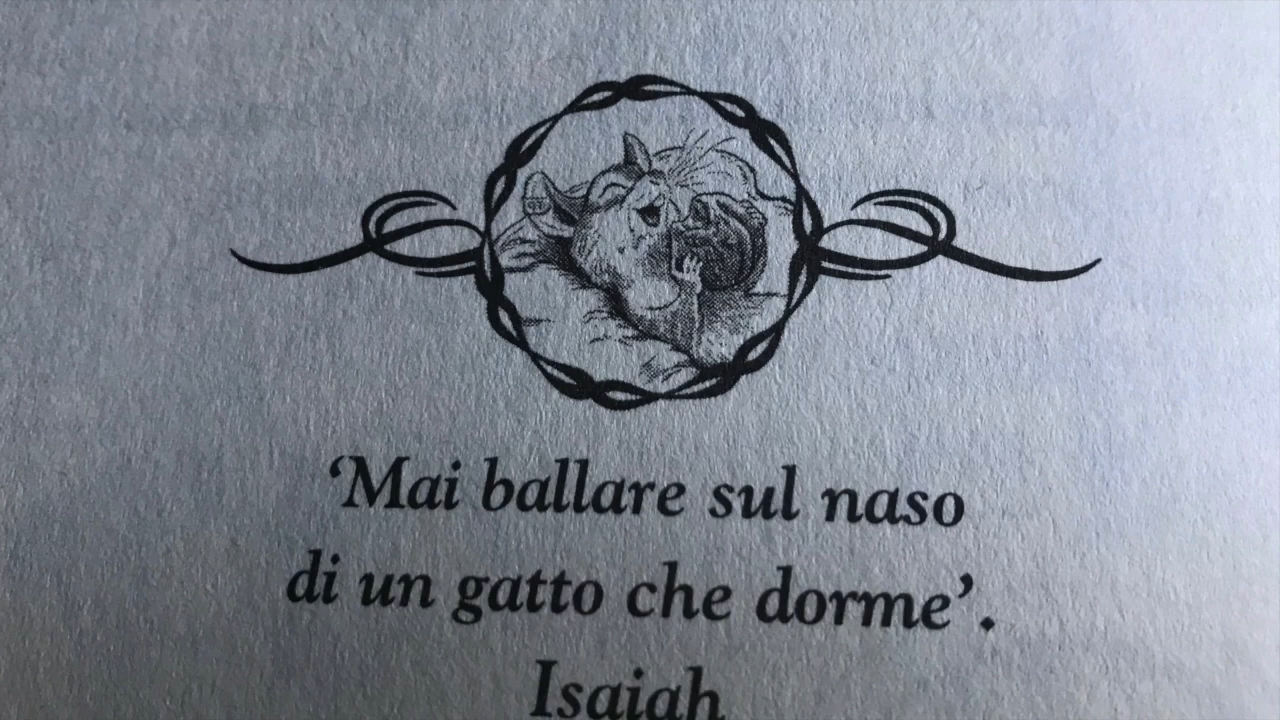 ‘Mai ballare sul naso
di un gatto che dorme’.
Isaiah